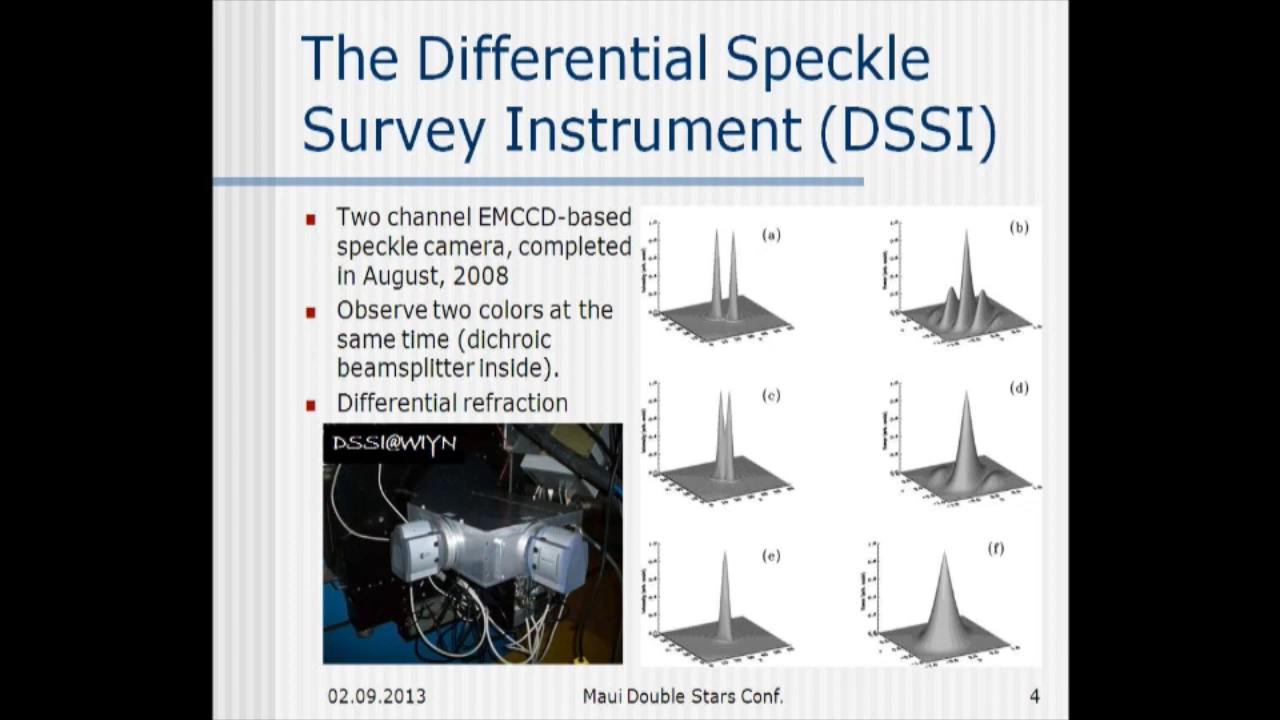 The Differential Speckle
Survey Instrument (DSSI)
Two channel EMCCD-based
speckle camera, completed
in August, 2008
Observe two colors at the
same time (dichroic
beamsplitter inside).
Differential refraction
DSSI@WIYN
(a)
(b)
(c)
(d)
(e)
(f)
02.09.2013
Maui Double Stars Conf.
4